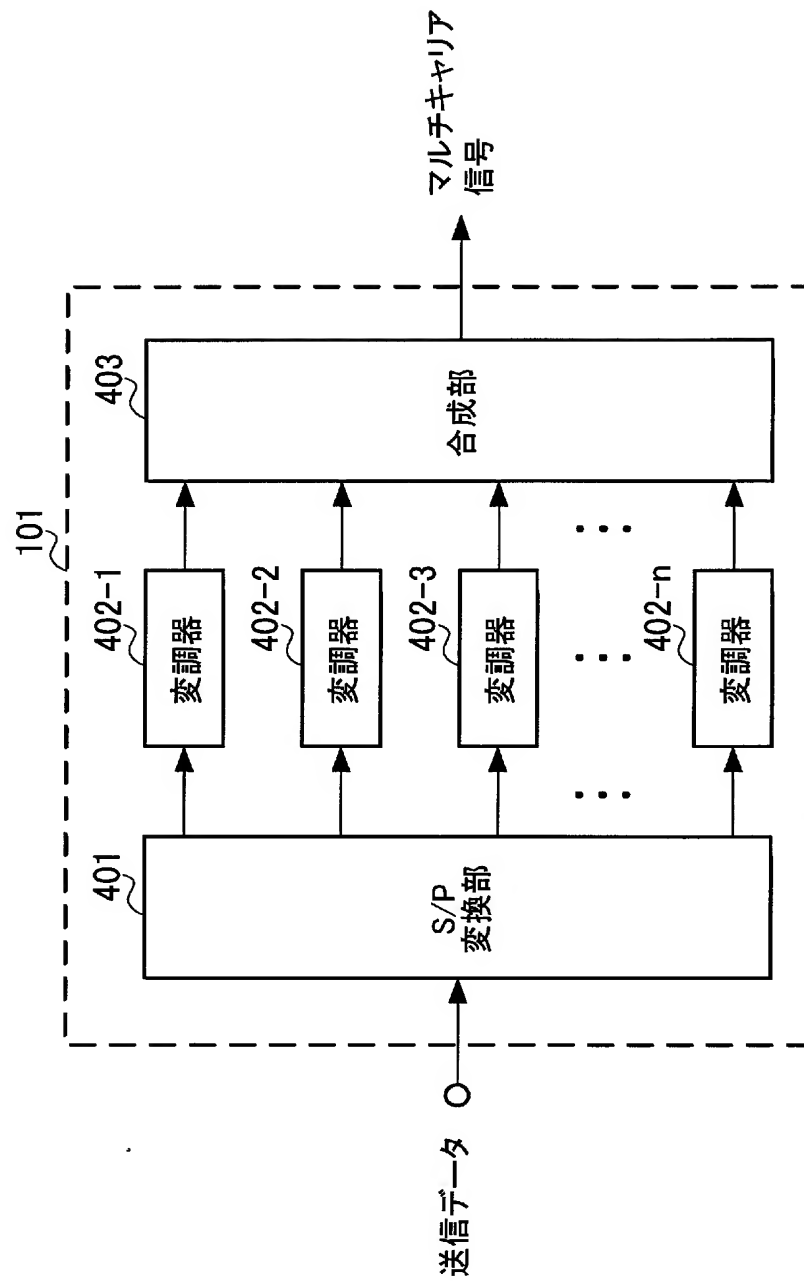 101
送信データ
401
S/P
変換部
402-1
変調器
402-2
変調器
402-3
変調器
...
...
...
402-n
変調器
403
合成部
マルチキャリア
信号